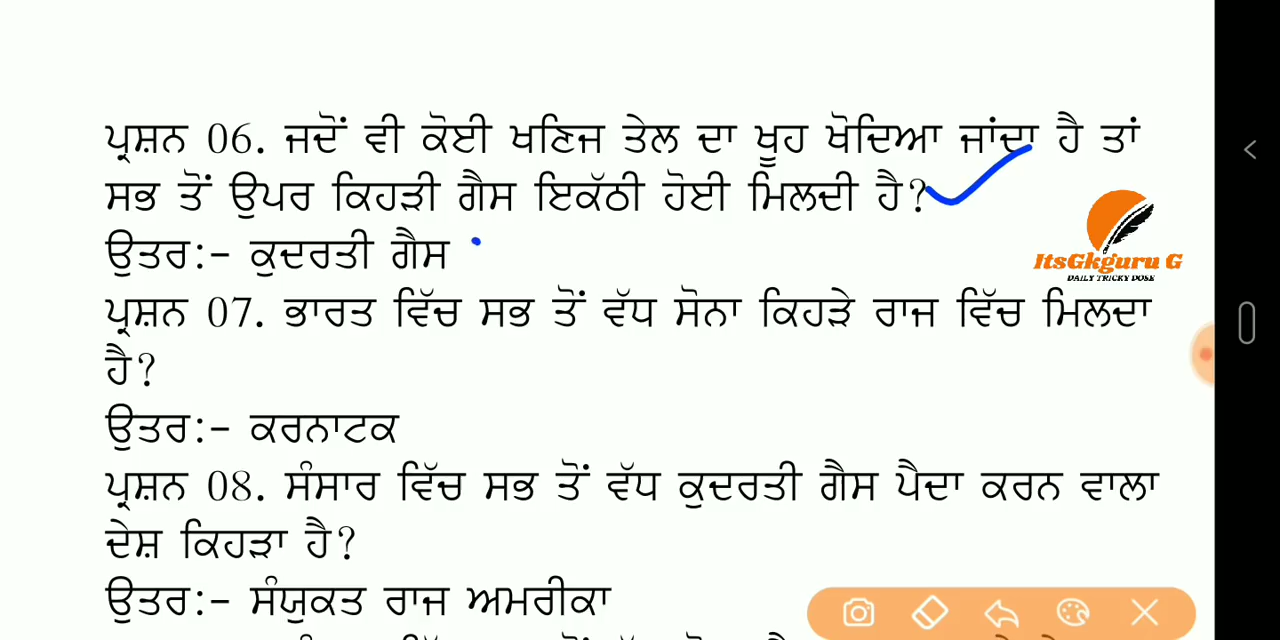 ਪ੍ਰਸ਼ਨ 06. ਜਦੋਂ ਵੀ ਕੋਈ ਖਣਿਜ ਤੇਲ ਦਾ ਖੂਹ ਖੋਦਿਆ ਜਾਂਦਾ ਹੈ ਤਾਂ
ਸਭ ਤੋਂ ਉਪਰ ਕਿਹੜੀ ਗੈਸ ਇਕੱਠੀ ਹੋਈ ਮਿਲਦੀ ਹੈ?
ਉਤਰ:- ਕੁਦਰਤੀ ਗੈਸ
ItsGkguru G
DAILY TRICKY DOSE
ਪ੍ਰਸ਼ਨ 07. ਭਾਰਤ ਵਿੱਚ ਸਭ ਤੋਂ ਵੱਧ ਸੋਨਾ ਕਿਹੜੇ ਰਾਜ ਵਿੱਚ ਮਿਲਦਾ
ਹੈ?
ਉਤਰ:- ਕਰਨਾਟਕ
ਪ੍ਰਸ਼ਨ 08. ਸੰਸਾਰ ਵਿੱਚ ਸਭ ਤੋਂ ਵੱਧ ਕੁਦਰਤੀ ਗੈਸ ਪੈਦਾ ਕਰਨ ਵਾਲਾ
ਦੇਸ਼ ਕਿਹੜਾ ਹੈ?
ਉਤਰ:- ਸੰਯੁਕਤ ਰਾਜ ਅਮਰੀਕਾ